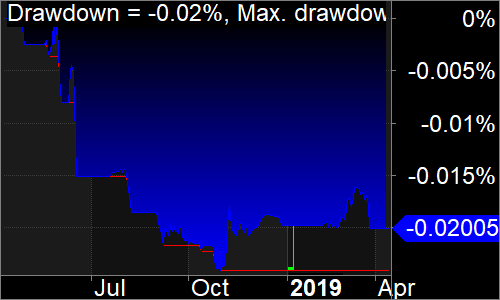 Drawdown = -0.02%, Max. drawdow
0%
-0.005%
-0.01%
-0.015%
-0.02005
Jul
Oct
2019
Apr